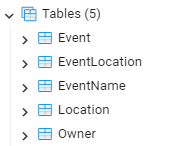 Tables (5)
Event
EventLocation
EventName
Location
Owner